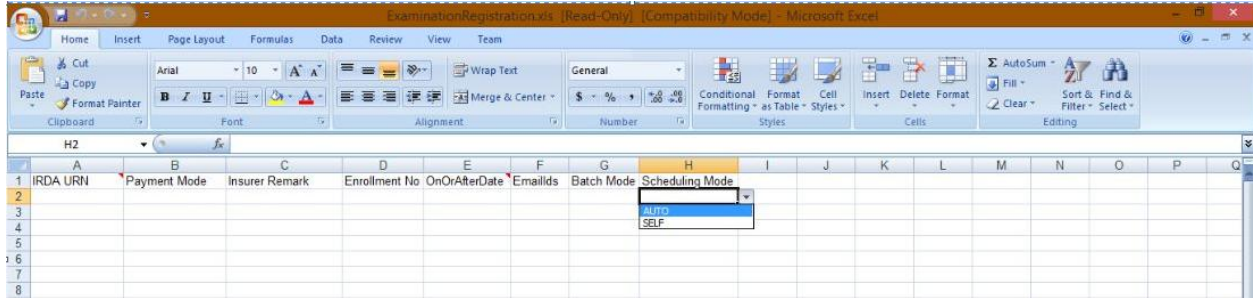 ExaminationRegistration.xls [Read-Only] [Compatibility Mode] - Microsoft Excel
Home Insert Page Layout Formulas Data Review View Team
Cut
Copy
Format Painter
Paste
Clipboard
Arial 10 A A
B I U A
Font
Wrap Text
Merge & Center
Alignment
General
$ % , .0 .00 .00 .0
Number
Conditional Formatting
Format as Table
Cell Styles
Styles
Insert Delete Format
Cells
Σ AutoSum
Fill
Clear
Sort & Filter
Find & Select
Editing
H2 fx
A B C D E F G H I J K L M N O P Q
1 IRDA URN Payment Mode Insurer Remark Enrollment No OnOrAfterDate EmailIds Batch Mode Scheduling Mode
2
3 AUTO
4 SELF
5
6
7
8